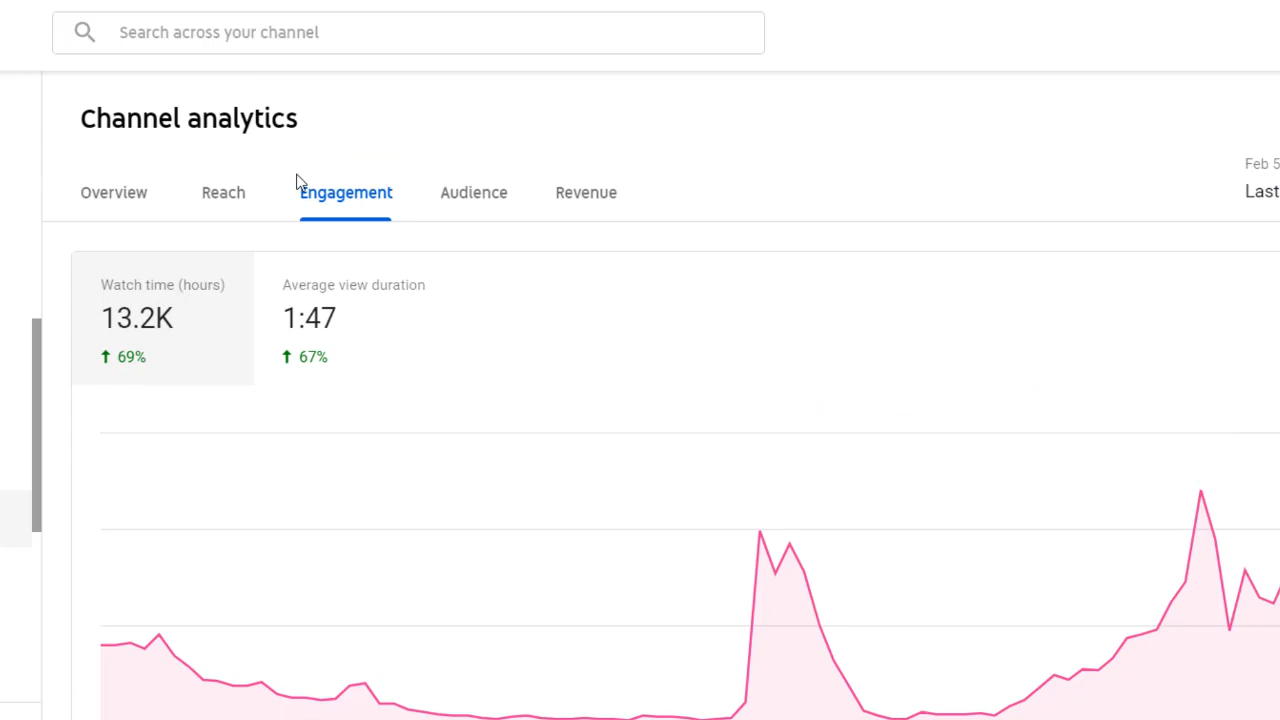 Search across your channel
Channel analytics
Feb 5
Overview Reach Engagement Audience Revenue
Last
Watch time (hours) Average view duration
13.2K 1:47
69% 67%